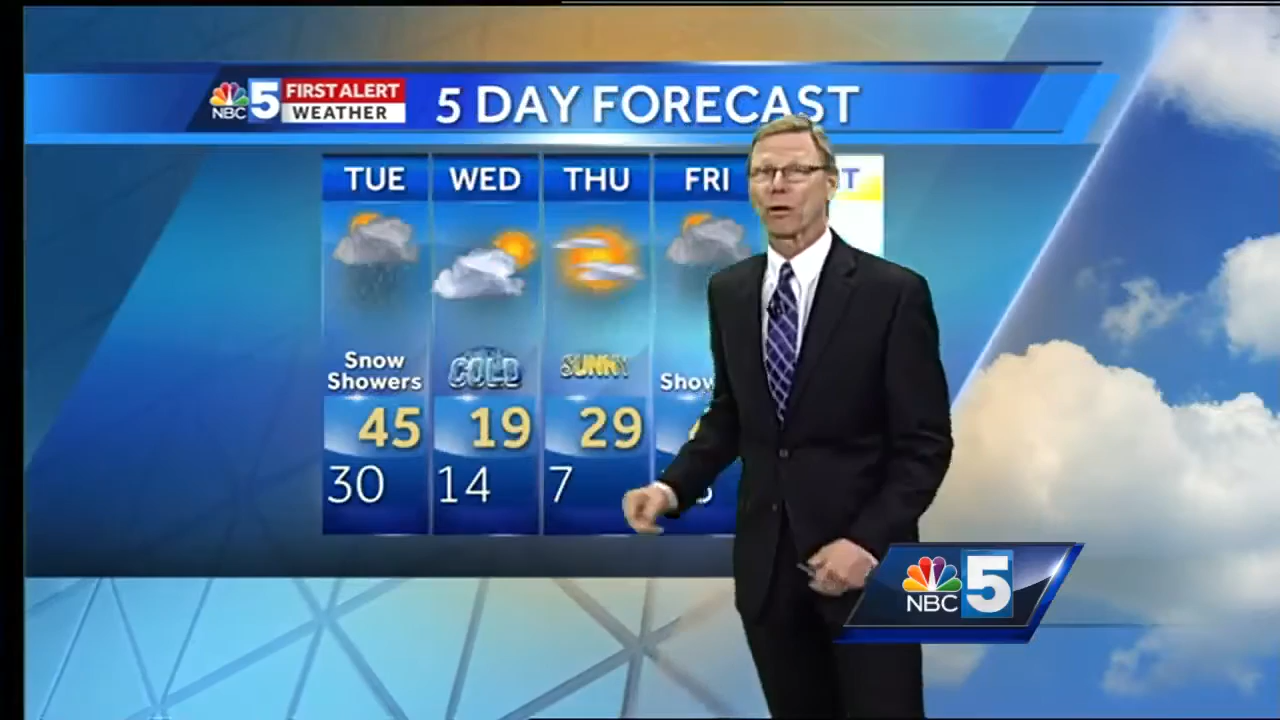 NBC 5 FIRST ALERT WEATHER
5 DAY FORECAST
TUE WED THU FRI
Snow Showers
COLD
SUNNY
45 19 29
30 14 7
NBC 5